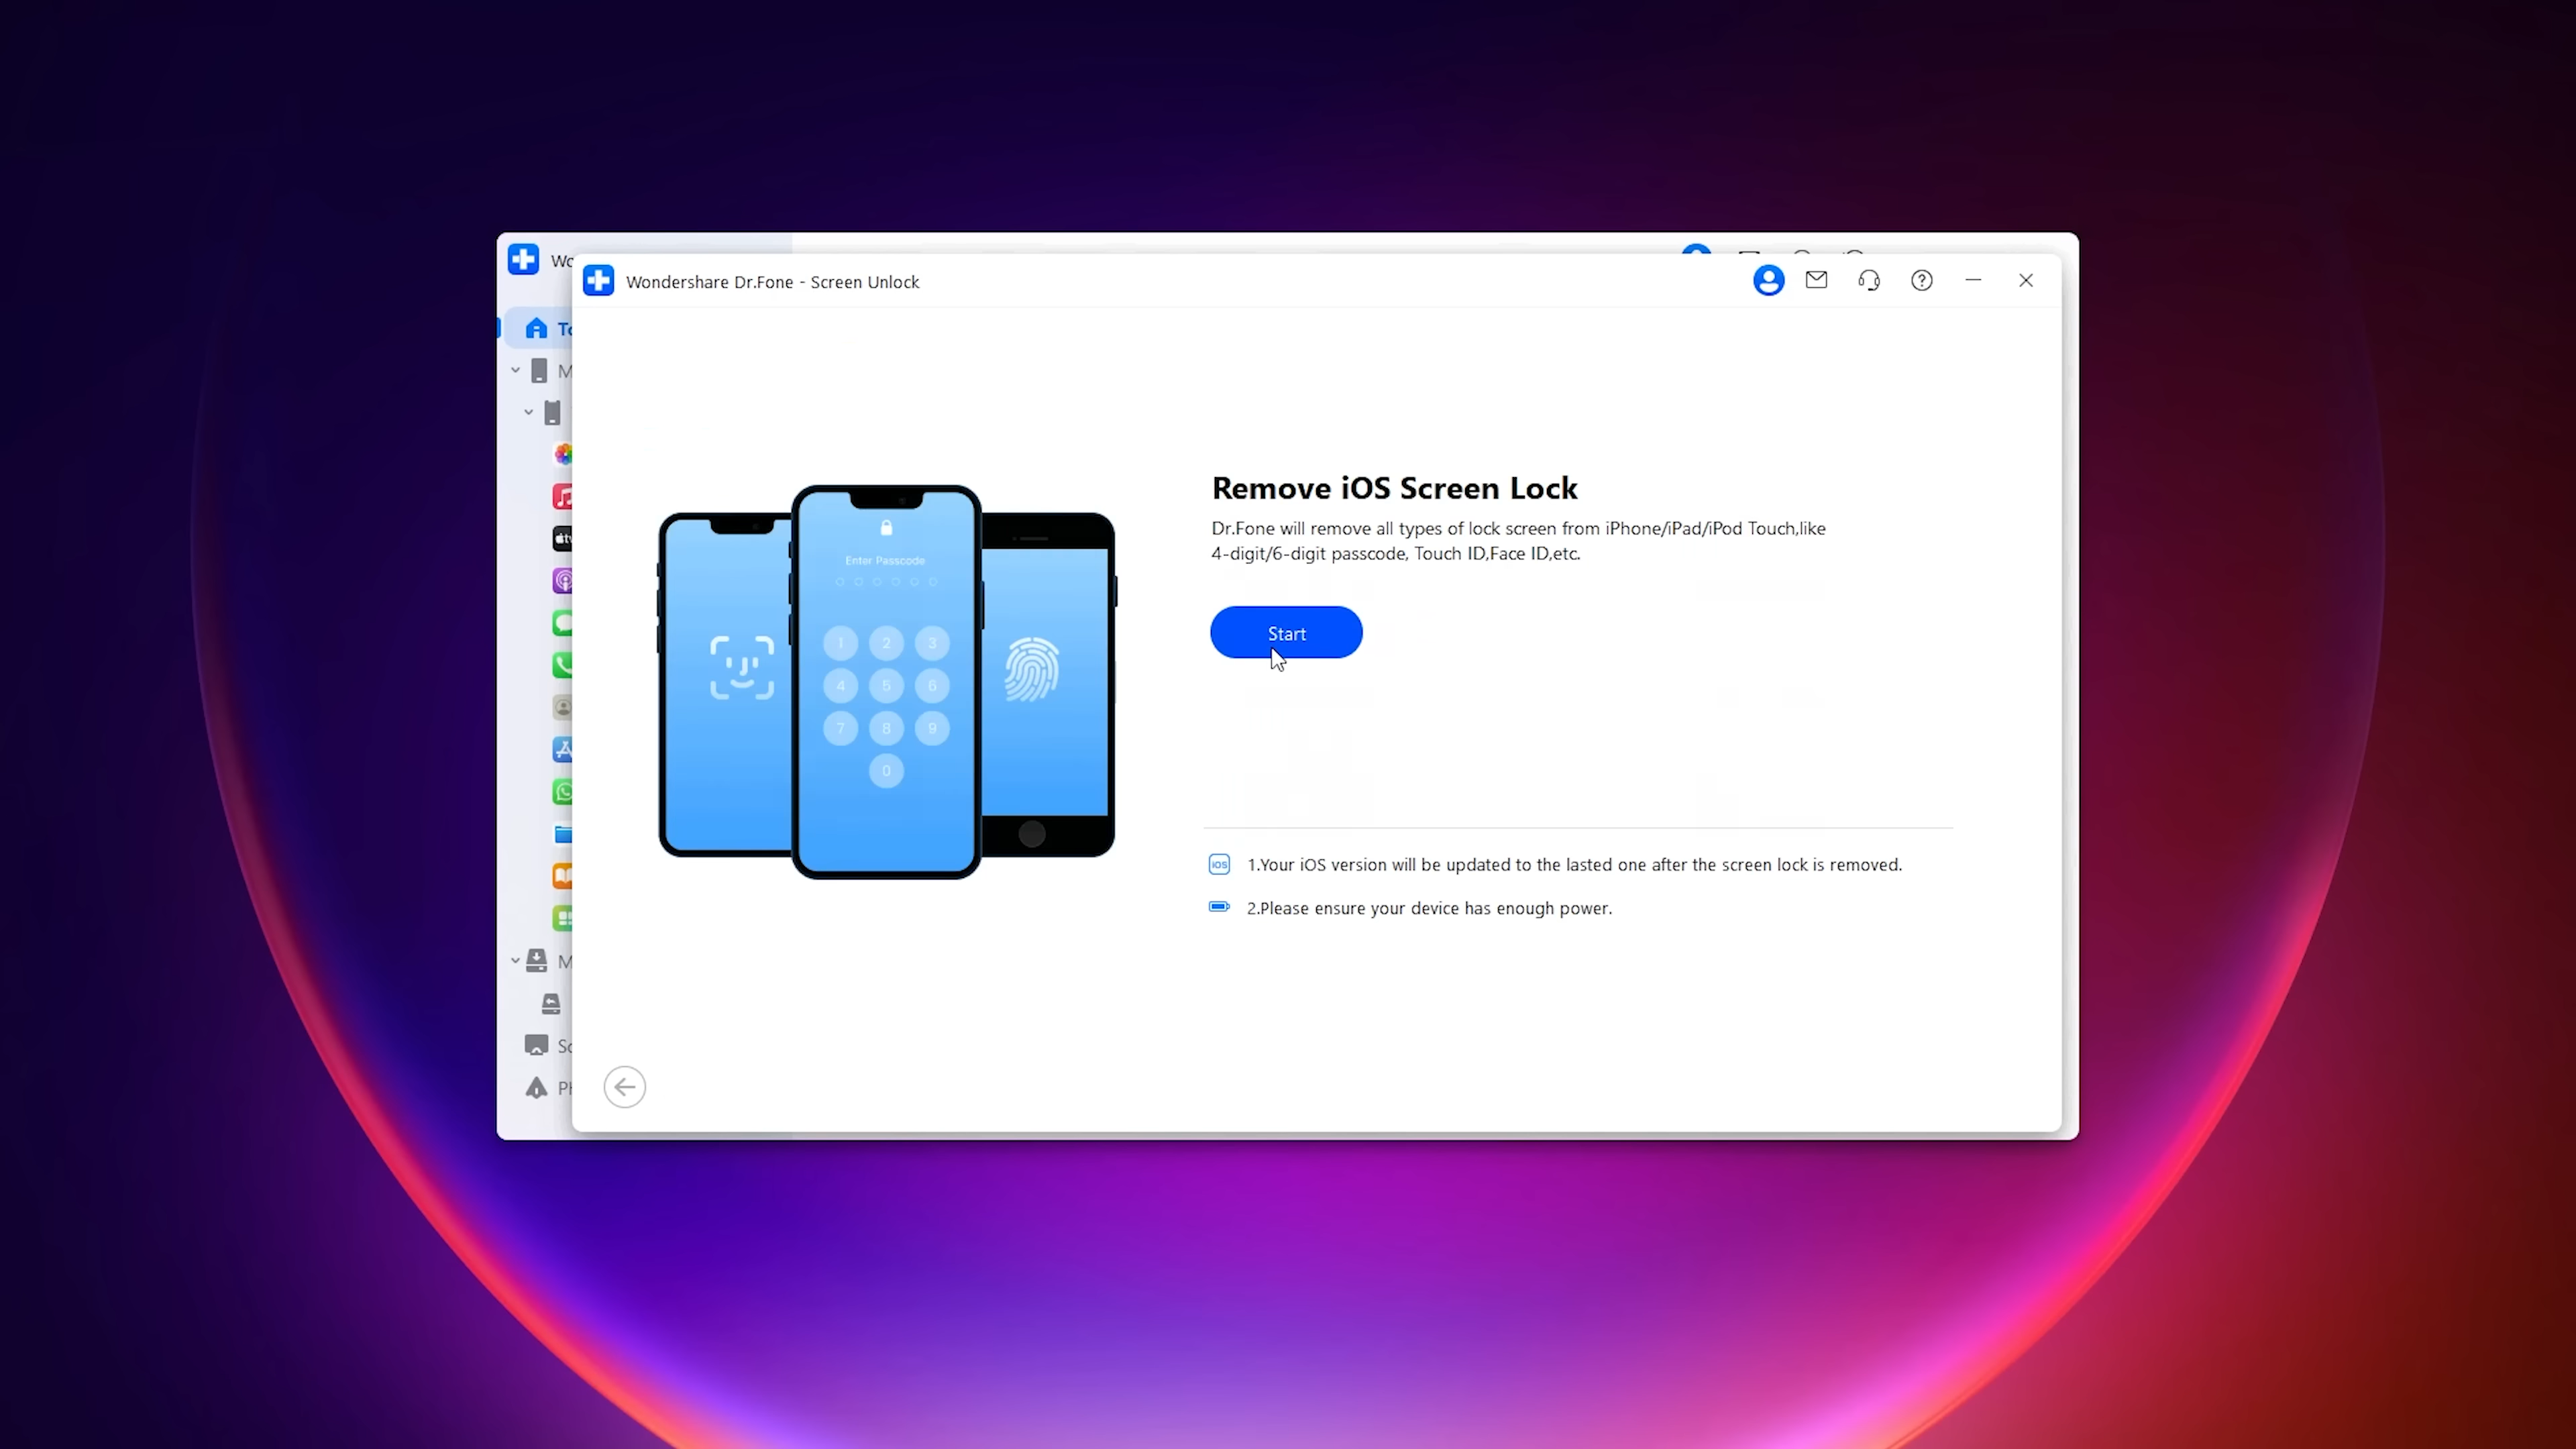 Wondershare Dr.Fone - Screen Unlock
Enter Passcode
1 2 3
4 5 6
7 8 9
0
Remove iOS Screen Lock
Dr.Fone will remove all types of lock screen from iPhone/iPad/iPod Touch,like
4-digit/6-digit passcode, Touch ID,Face ID,etc.
Start
iOS 1.Your iOS version will be updated to the lasted one after the screen lock is removed.
2.Please ensure your device has enough power.